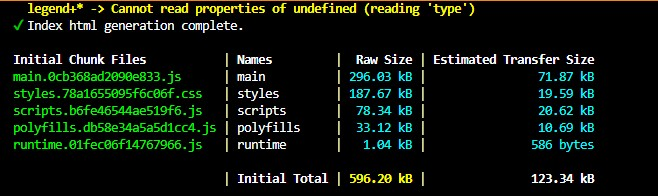 legend+* -> Cannot read properties of undefined (reading 'type')
✓ Index html generation complete.
Initial Chunk Files | Names | Raw Size | Estimated Transfer Size
main.0cb368ad2090e833.js | main | 296.03 kB | 71.87 kB
styles.78a1655095f6c06f.css | styles | 187.67 kB | 19.59 kB
scripts.b6fe46544ae519f6.js | scripts | 78.34 kB | 20.62 kB
polyfills.db58e34a5a5d1cc4.js | polyfills | 33.12 kB | 10.69 kB
runtime.01fec06f14767966.js | runtime | 1.04 kB | 586 bytes
| Initial Total | 596.20 kB | 123.34 kB